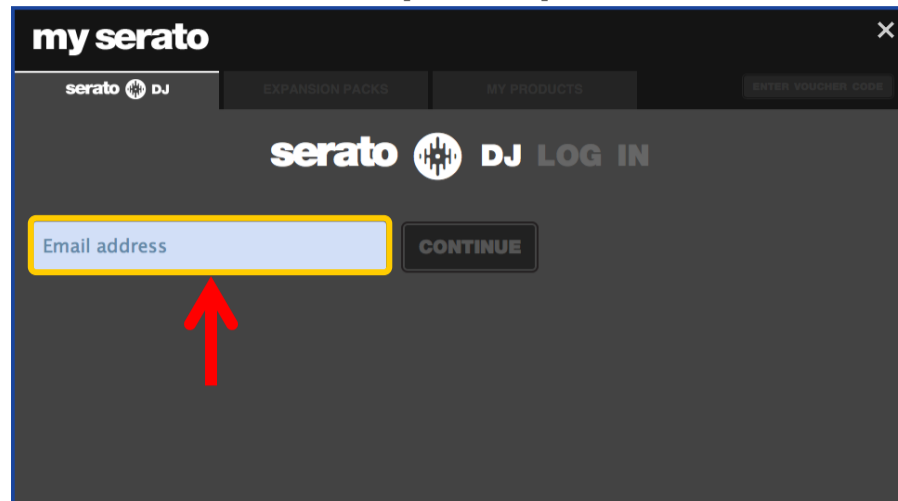 my serato
serato DJ EXPANSION PACKS MY PRODUCTS ENTER VOUCHER CODE
serato DJ LOG IN
Email address CONTINUE